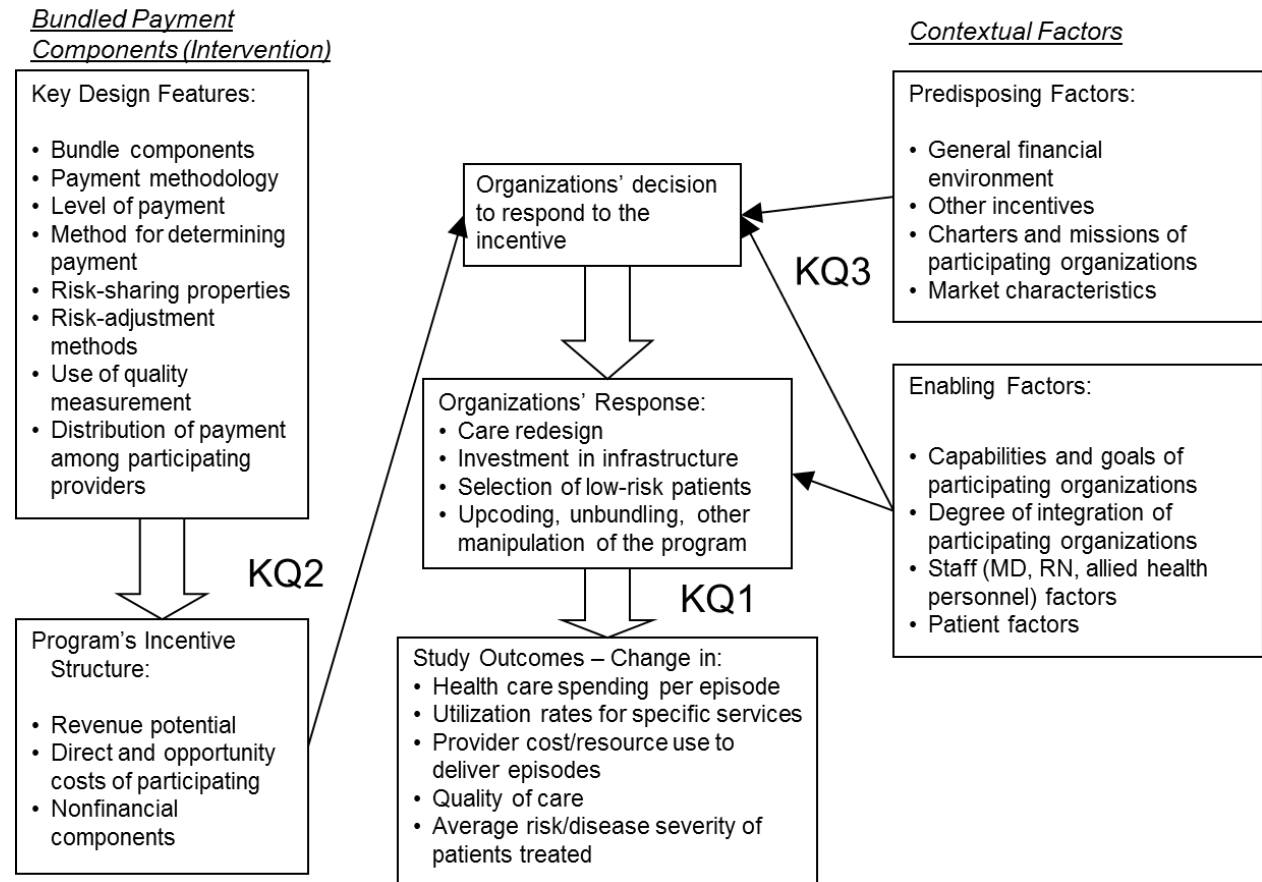 Bundled Payment
Components (Intervention)
Key Design Features:
• Bundle components
• Payment methodology
• Level of payment
• Method for determining
payment
• Risk-sharing properties
• Risk-adjustment
methods
• Use of quality
measurement
• Distribution of payment
among participating
providers
KQ2
Program’s Incentive
Structure:
• Revenue potential
• Direct and opportunity
costs of participating
• Nonfinancial
components
Organizations’ decision
to respond to the
incentive
Organizations’ Response:
• Care redesign
• Investment in infrastructure
• Selection of low-risk patients
• Upcoding, unbundling, other
manipulation of the program
KQ1
Study Outcomes – Change in:
• Health care spending per episode
• Utilization rates for specific services
• Provider cost/resource use to
deliver episodes
• Quality of care
• Average risk/disease severity of
patients treated
Contextual Factors
Predisposing Factors:
• General financial
environment
• Other incentives
• Charters and missions of
participating organizations
• Market characteristics
KQ3
Enabling Factors:
• Capabilities and goals of
participating organizations
• Degree of integration of
participating organizations
• Staff (MD, RN, allied health
personnel) factors
• Patient factors